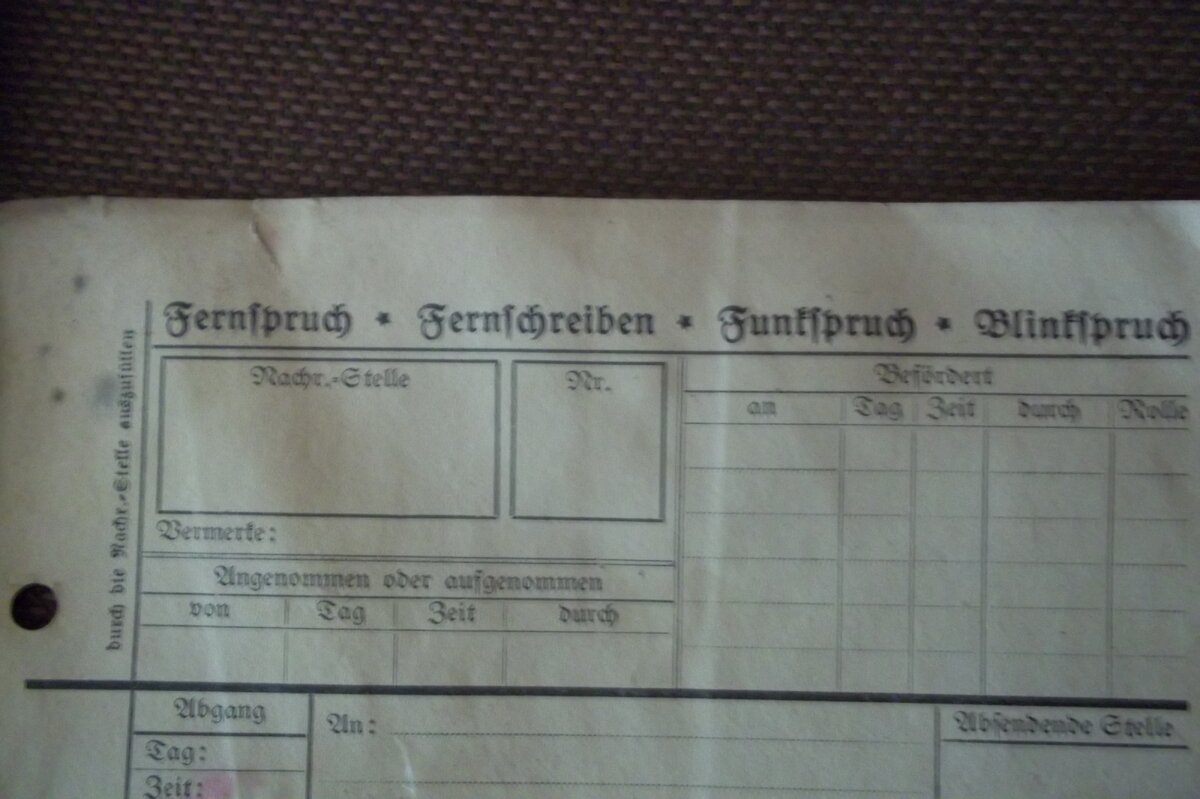 Fernspruch * Fernschreiben * Funkspruch * Blinkspruch
durch die Nachr.-Stelle auszufüllen
Nachr.-Stelle Nr. Befördert
an Tag Zeit durch Rolle
Vermerke:
Angenommen oder aufgenommen
von Tag Zeit durch
Abgang An: Absendende Stelle
Tag:
Zeit: